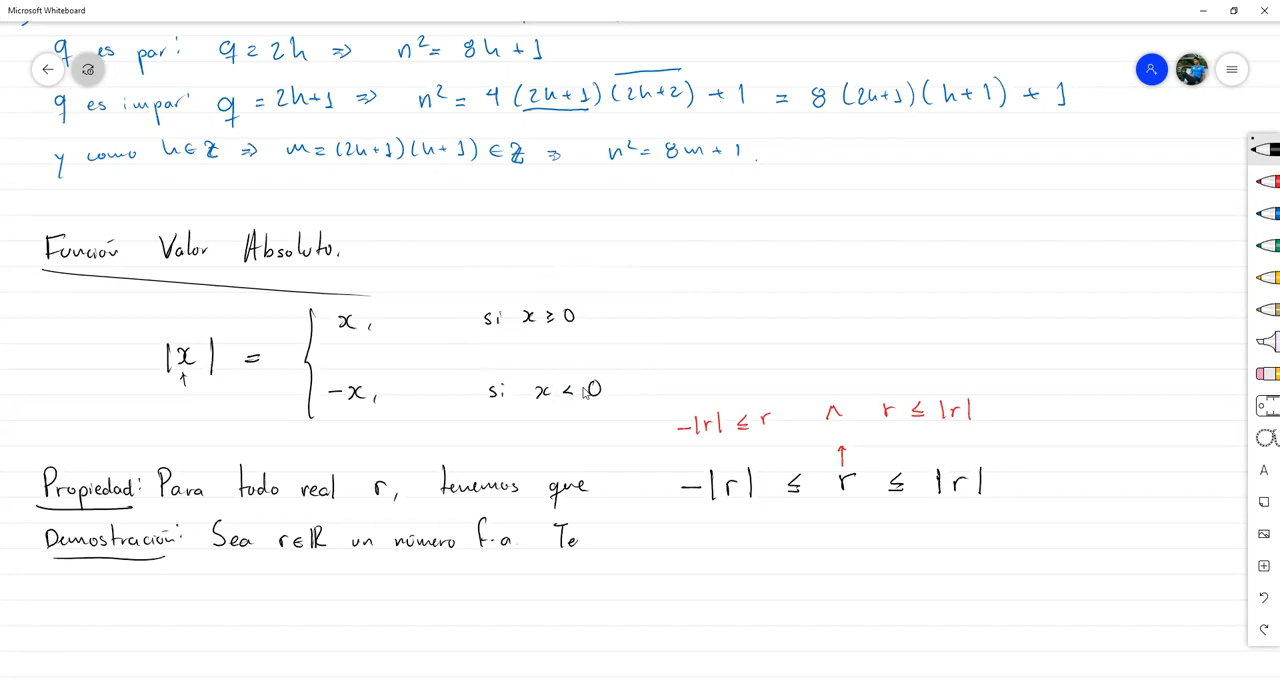 Microsoft Whiteboard
q es par: q = 2h ⇒ n² = 8h + 1
q es impar: q = 2h+1 ⇒ n² = 4 (2h+1)(2h+2) + 1 = 8 (2h+1)(h+1) + 1
y como h∈ℤ ⇒ m = (2h+1)(h+1) ∈ ℤ ⇒ n² = 8m + 1.
Función Valor Absoluto.
x, si x ≥ 0
|x| =
-x, si x < 0
-|r| ≤ r ∧ r ≤ |r|
Propiedad: Para todo real r, tenemos que -|r| ≤ r ≤ |r|
Demostración: Sea r∈ℝ un número f.a. Te
A